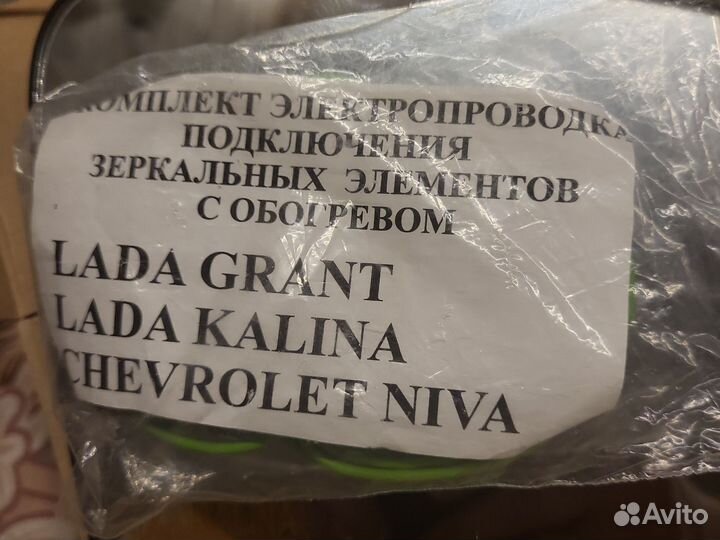 КОМПЛЕКТ ЭЛЕКТРОПРОВОДКА
ПОДКЛЮЧЕНИЯ
ЗЕРКАЛЬНЫХ ЭЛЕМЕНТОВ
С ОБОГРЕВОМ
LADA GRANT
LADA KALINA
CHEVROLET NIVA
Avito